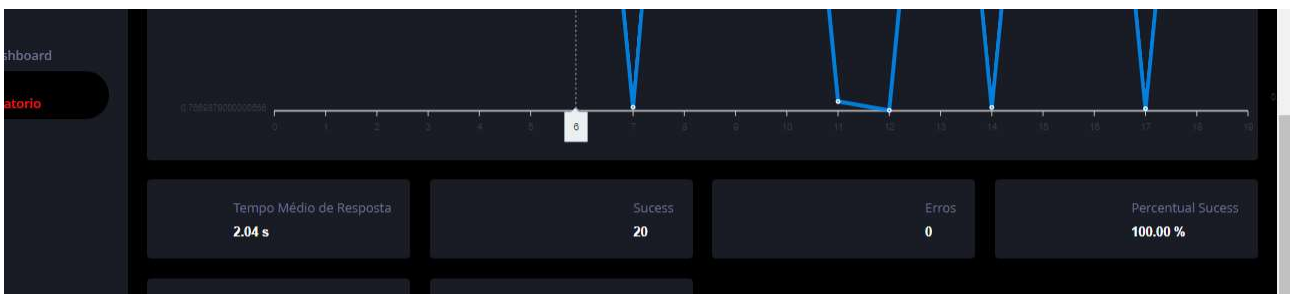 shboard
atorio
0 1 2 3 4 5 6 7 8 9 10 11 12 13 14 15 16 17 18 19
Tempo Médio de Resposta
2.04 s
Sucess
20
Erros
0
Percentual Sucess
100.00 %